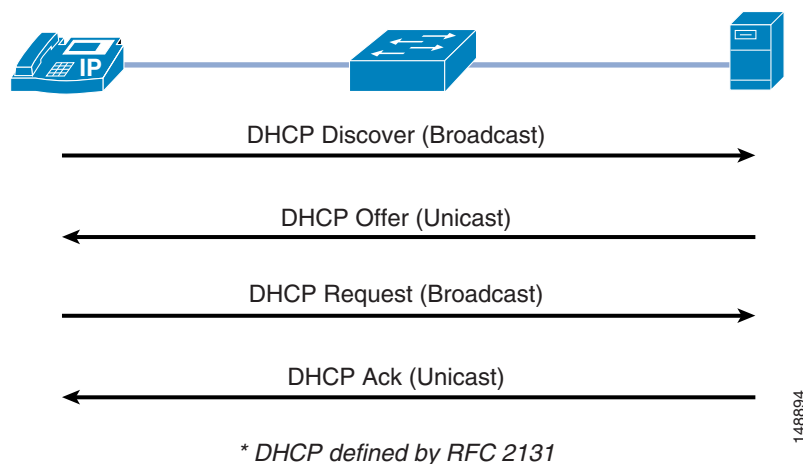 IP
DHCP Discover (Broadcast)
DHCP Offer (Unicast)
DHCP Request (Broadcast)
DHCP Ack (Unicast)
148894
* DHCP defined by RFC 2131